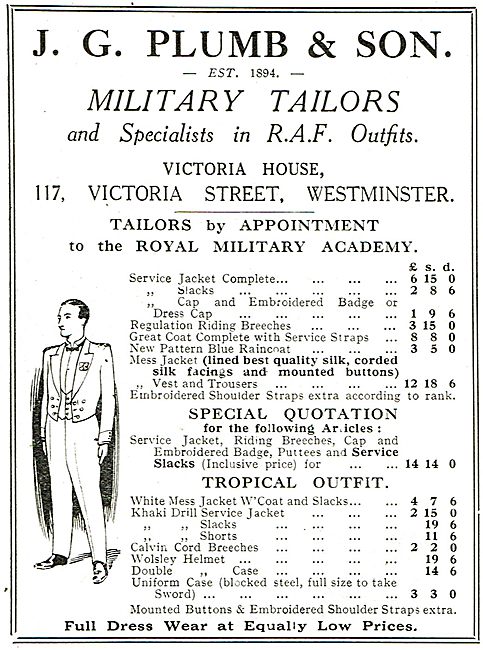 J. G. PLUMB & SON.
— EST. 1894. —
MILITARY TAILORS
and Specialists in R.A.F. Outfits.
VICTORIA HOUSE,
117, VICTORIA STREET, WESTMINSTER.
TAILORS by APPOINTMENT
to the ROYAL MILITARY ACADEMY.
£ s. d.
Service Jacket Complete... ... ... ... 6 15 0
„ Slacks ... ... ... ... ... 2 8 6
„ Cap and Embroidered Badge or
Dress Cap ... ... ... ... ... 1 9 6
Regulation Riding Breeches ... ... ... 3 15 0
Great Coat Complete with Service Straps ... 8 8 0
New Pattern Blue Raincoat ... ... ... 3 5 0
Mess Jacket (lined best quality silk, corded
silk facings and mounted buttons)
„ Vest and Trousers ... ... ... 12 18 6
Embroidered Shoulder Straps extra according to rank.
SPECIAL QUOTATION
for the following Articles :
Service Jacket, Riding Breeches, Cap and
Embroidered Badge, Puttees and Service
Slacks (Inclusive price) for ... ... 14 14 0
TROPICAL OUTFIT.
White Mess Jacket W'Coat and Slacks... ... 4 7 6
Khaki Drill Service Jacket ... ... ... 2 15 0
„ „ Slacks ... ... ... ... 19 6
„ „ Shorts ... ... ... ... 11 6
Calvin Cord Breeches ... ... ... ... 2 2 0
Wolsley Helmet ... ... ... ... ... 19 6
Double „ Case ... ... ... ... 14 6
Uniform Case (blocked steel, full size to take
Sword) ... ... ... ... ... ... 3 3 0
Mounted Buttons & Embroidered Shoulder Straps extra.
Full Dress Wear at Equally Low Prices.